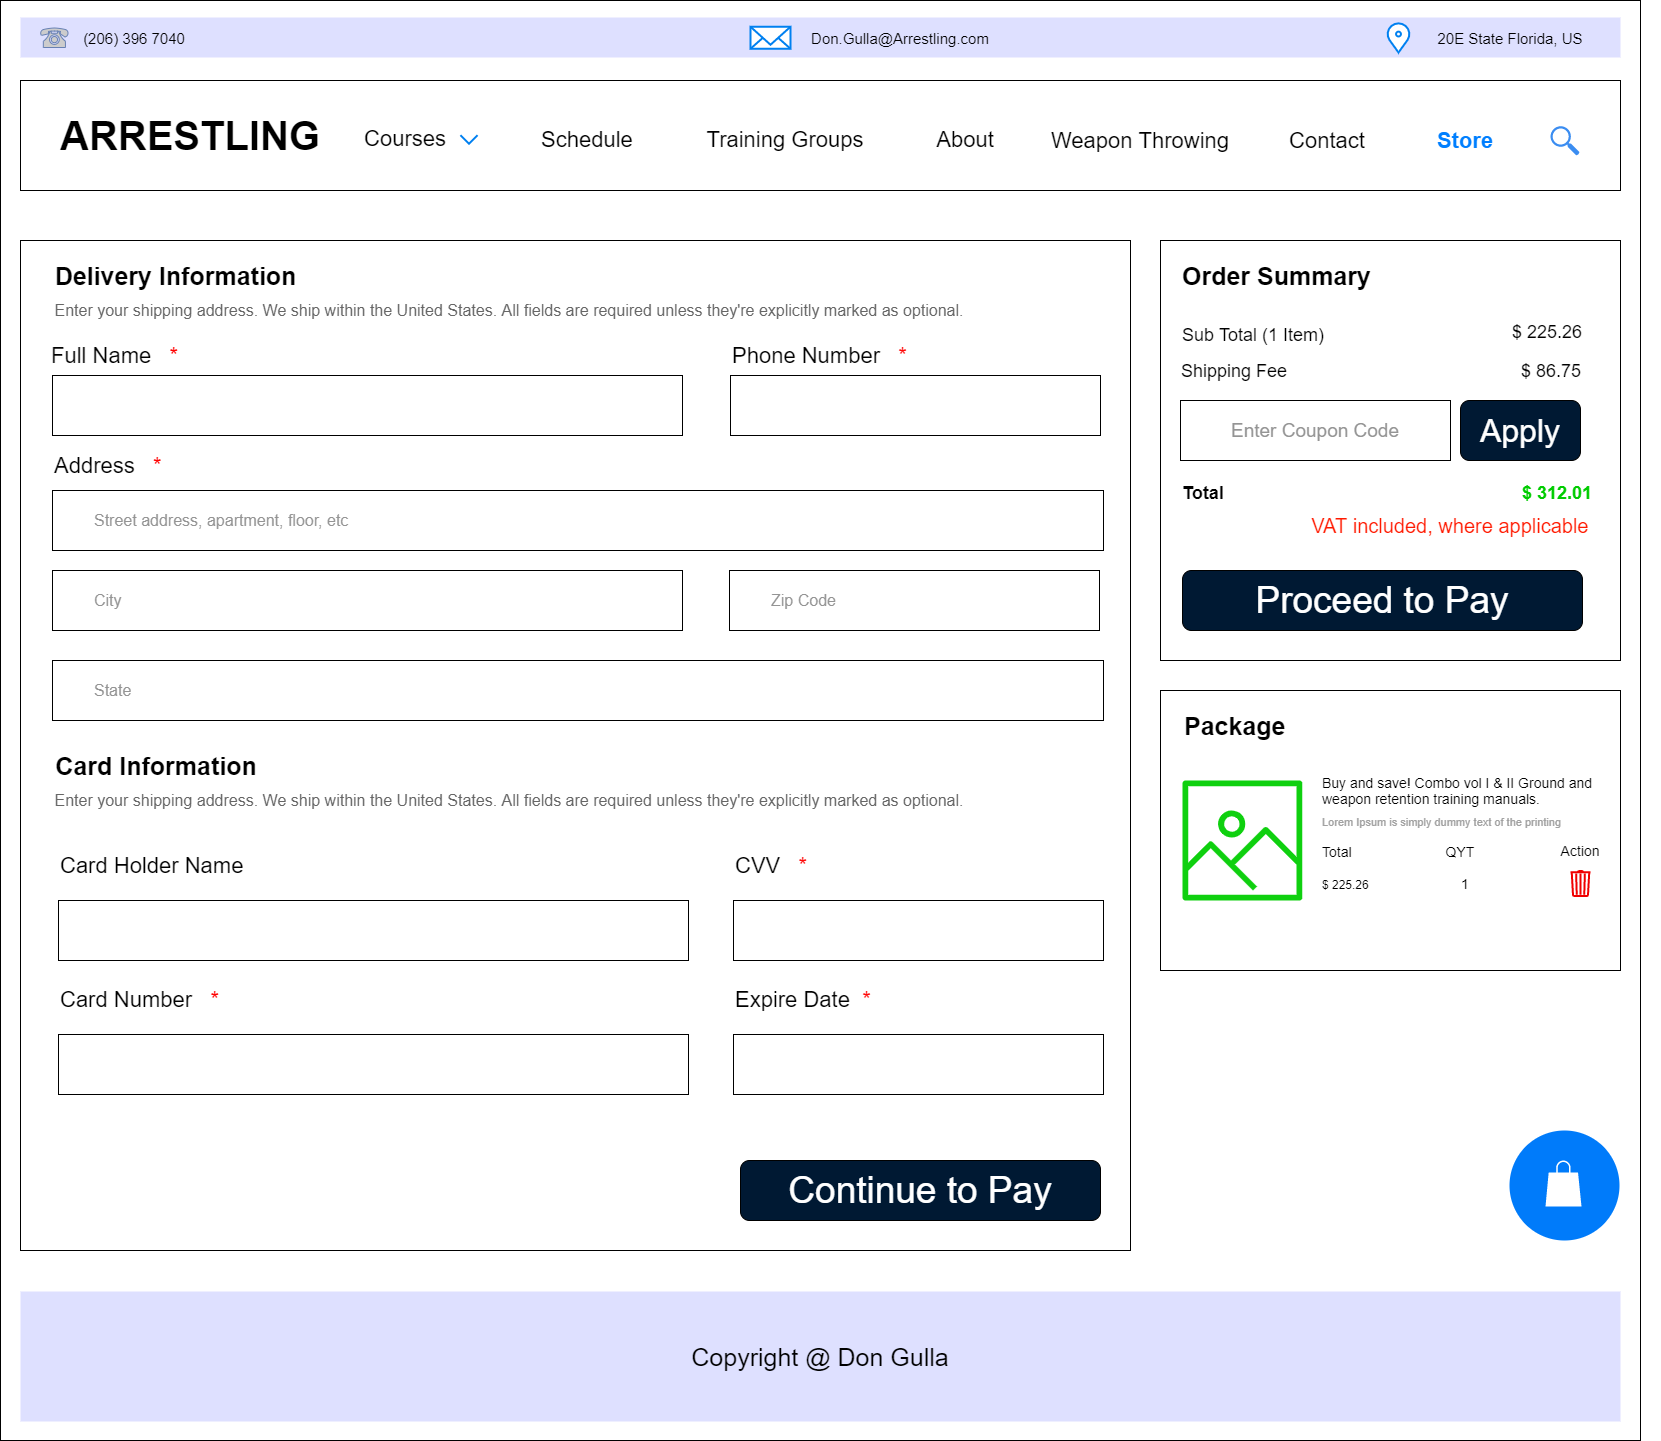 (206) 396 7040
Don.Gulla@Arrestling.com
20E State Florida, US
ARRESTLING
Courses
Schedule
Training Groups
About
Weapon Throwing
Contact
Store
Delivery Information
Enter your shipping address. We ship within the United States. All fields are required unless they're explicitly marked as optional.
Full Name *
Phone Number *
Address *
Street address, apartment, floor, etc
City
Zip Code
State
Card Information
Enter your shipping address. We ship within the United States. All fields are required unless they're explicitly marked as optional.
Card Holder Name
CVV *
Card Number *
Expire Date *
Continue to Pay
Order Summary
Sub Total (1 Item) $ 225.26
Shipping Fee $ 86.75
Enter Coupon Code
Apply
Total $ 312.01
VAT included, where applicable
Proceed to Pay
Package
Buy and save! Combo vol I & II Ground and
weapon retention training manuals.
Lorem Ipsum is simply dummy text of the printing
Total QYT Action
$ 225.26 1
Copyright @ Don Gulla